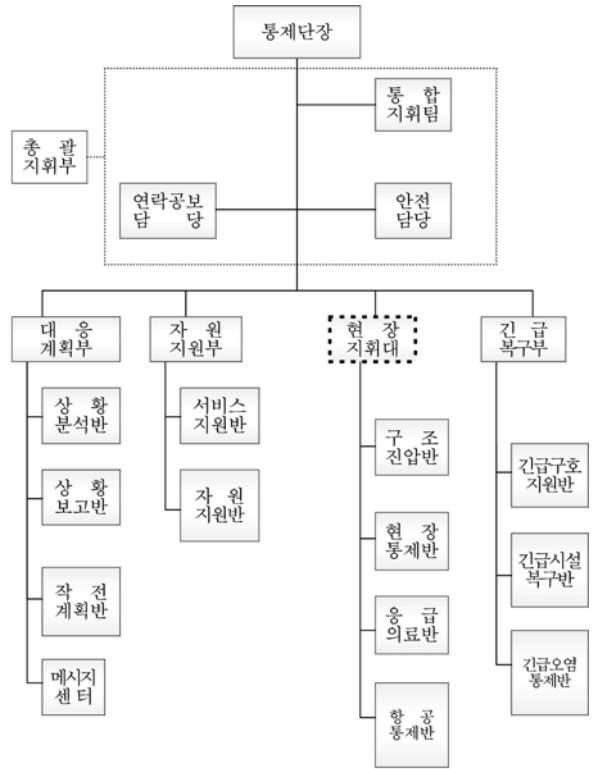 통제단장
통 합
지휘팀
총 괄
지휘부
연락공보
담 당
안전
담당
대 응
계획부
자 원
지원부
현 장
지휘대
긴 급
복구부
상 황
분석반
상 황
보고반
작 전
계획반
메시지
센 터
서비스
지원반
자 원
지원반
구 조
진압반
현 장
통제반
응 급
의료반
항 공
통제반
긴급구호
지원반
긴급시설
복구반
긴급오염
통제반